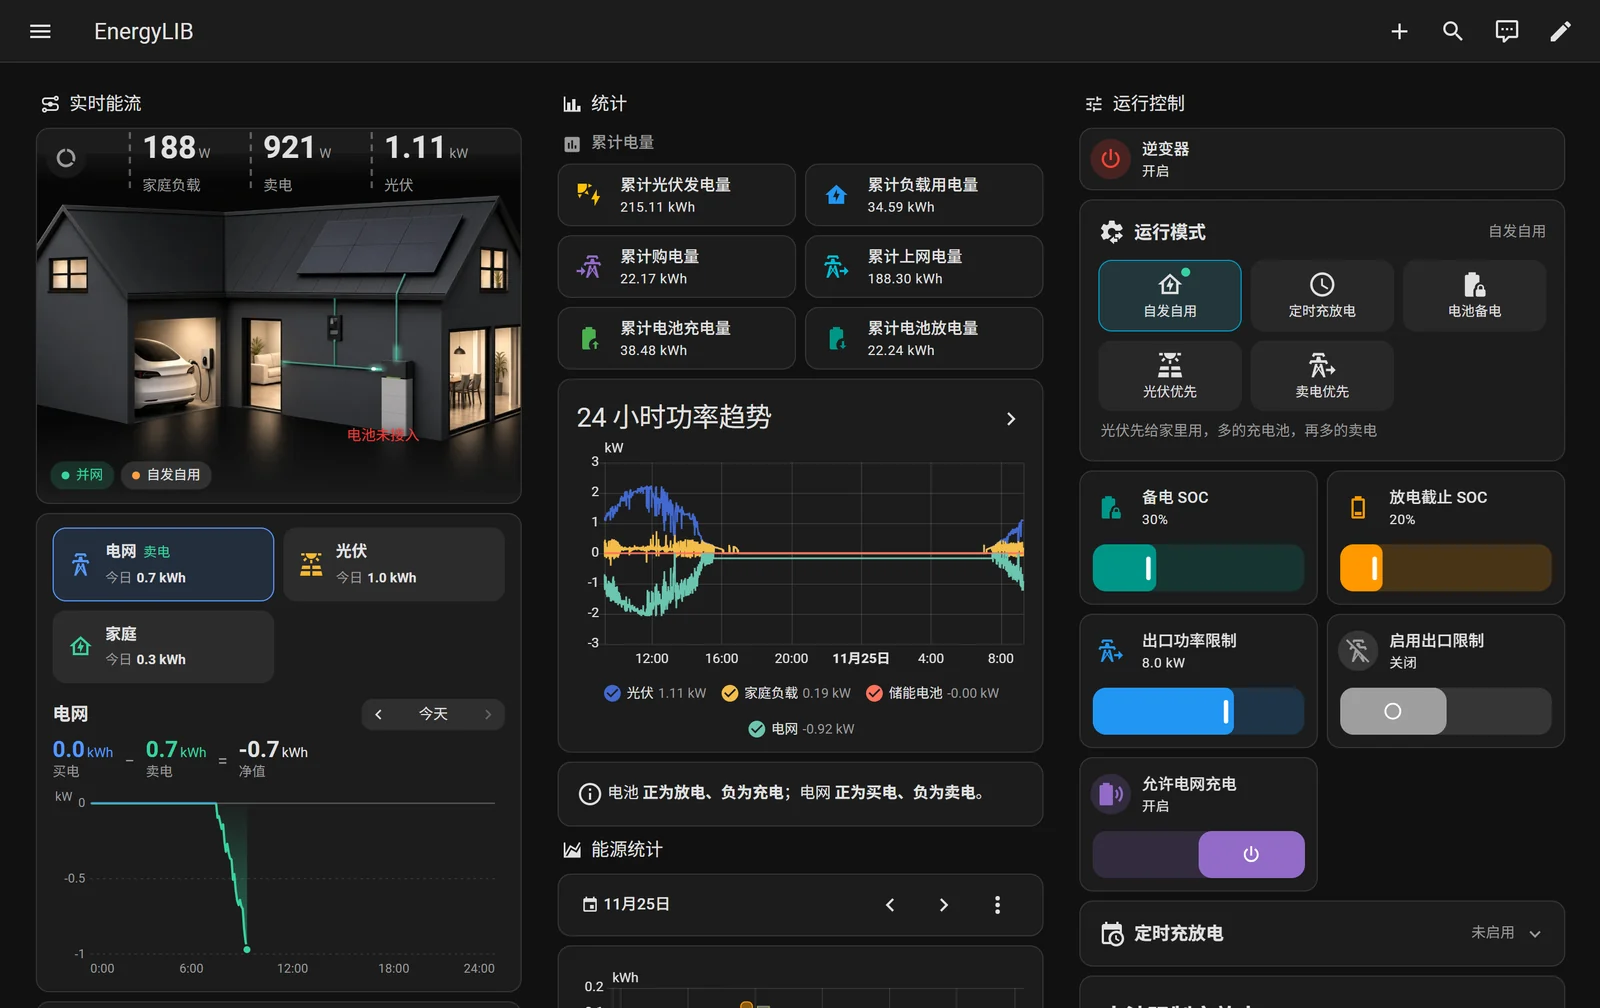 EnergyLIB
实时能流
188 W
家庭负载
921 W
卖电
1.11 kW
光伏
电池未接入
并网
自发自用
电网 卖电
今日 0.7 kWh
光伏
今日 1.0 kWh
家庭
今日 0.3 kWh
电网
今天
0.0 kWh
买电
-
0.7 kWh
卖电
=
-0.7 kWh
净值
kW
0
-0.5
-1
0:00
6:00
12:00
18:00
24:00
统计
累计电量
累计光伏发电量
215.11 kWh
累计负载用电量
34.59 kWh
累计购电量
22.17 kWh
累计上网电量
188.30 kWh
累计电池充电量
38.48 kWh
累计电池放电量
22.24 kWh
24 小时功率趋势
kW
3
2
1
0
-1
-2
-3
12:00
16:00
20:00
11月25日
4:00
8:00
光伏 1.11 kW
家庭负载 0.19 kW
储能电池 -0.00 kW
电网 -0.92 kW
电池 正为放电、负为充电；电网 正为买电、负为卖电。
能源统计
11月25日
kWh
0.2
运行控制
逆变器
开启
运行模式
自发自用
自发自用
定时充放电
电池备电
光伏优先
卖电优先
光伏先给家里用，多的充电池，再多的卖电
备电 SOC
30%
放电截止 SOC
20%
出口功率限制
8.0 kW
启用出口限制
关闭
允许电网充电
开启
定时充放电
未启用